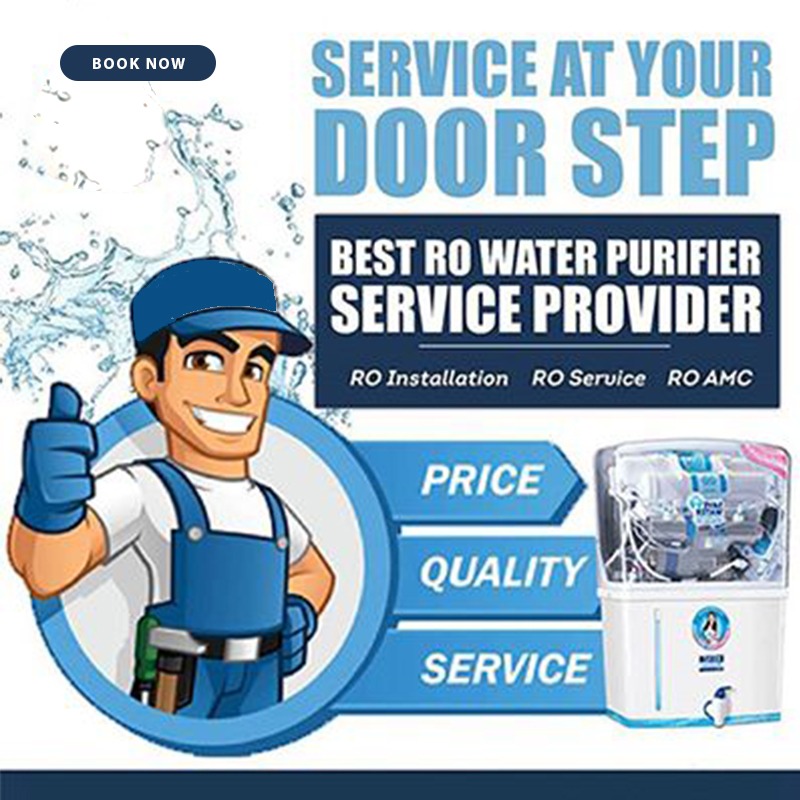 BOOK NOW
SERVICE AT YOUR
DOOR STEP
BEST RO WATER PURIFIER
SERVICE PROVIDER
RO Installation RO Service RO AMC
PRICE
QUALITY
SERVICE